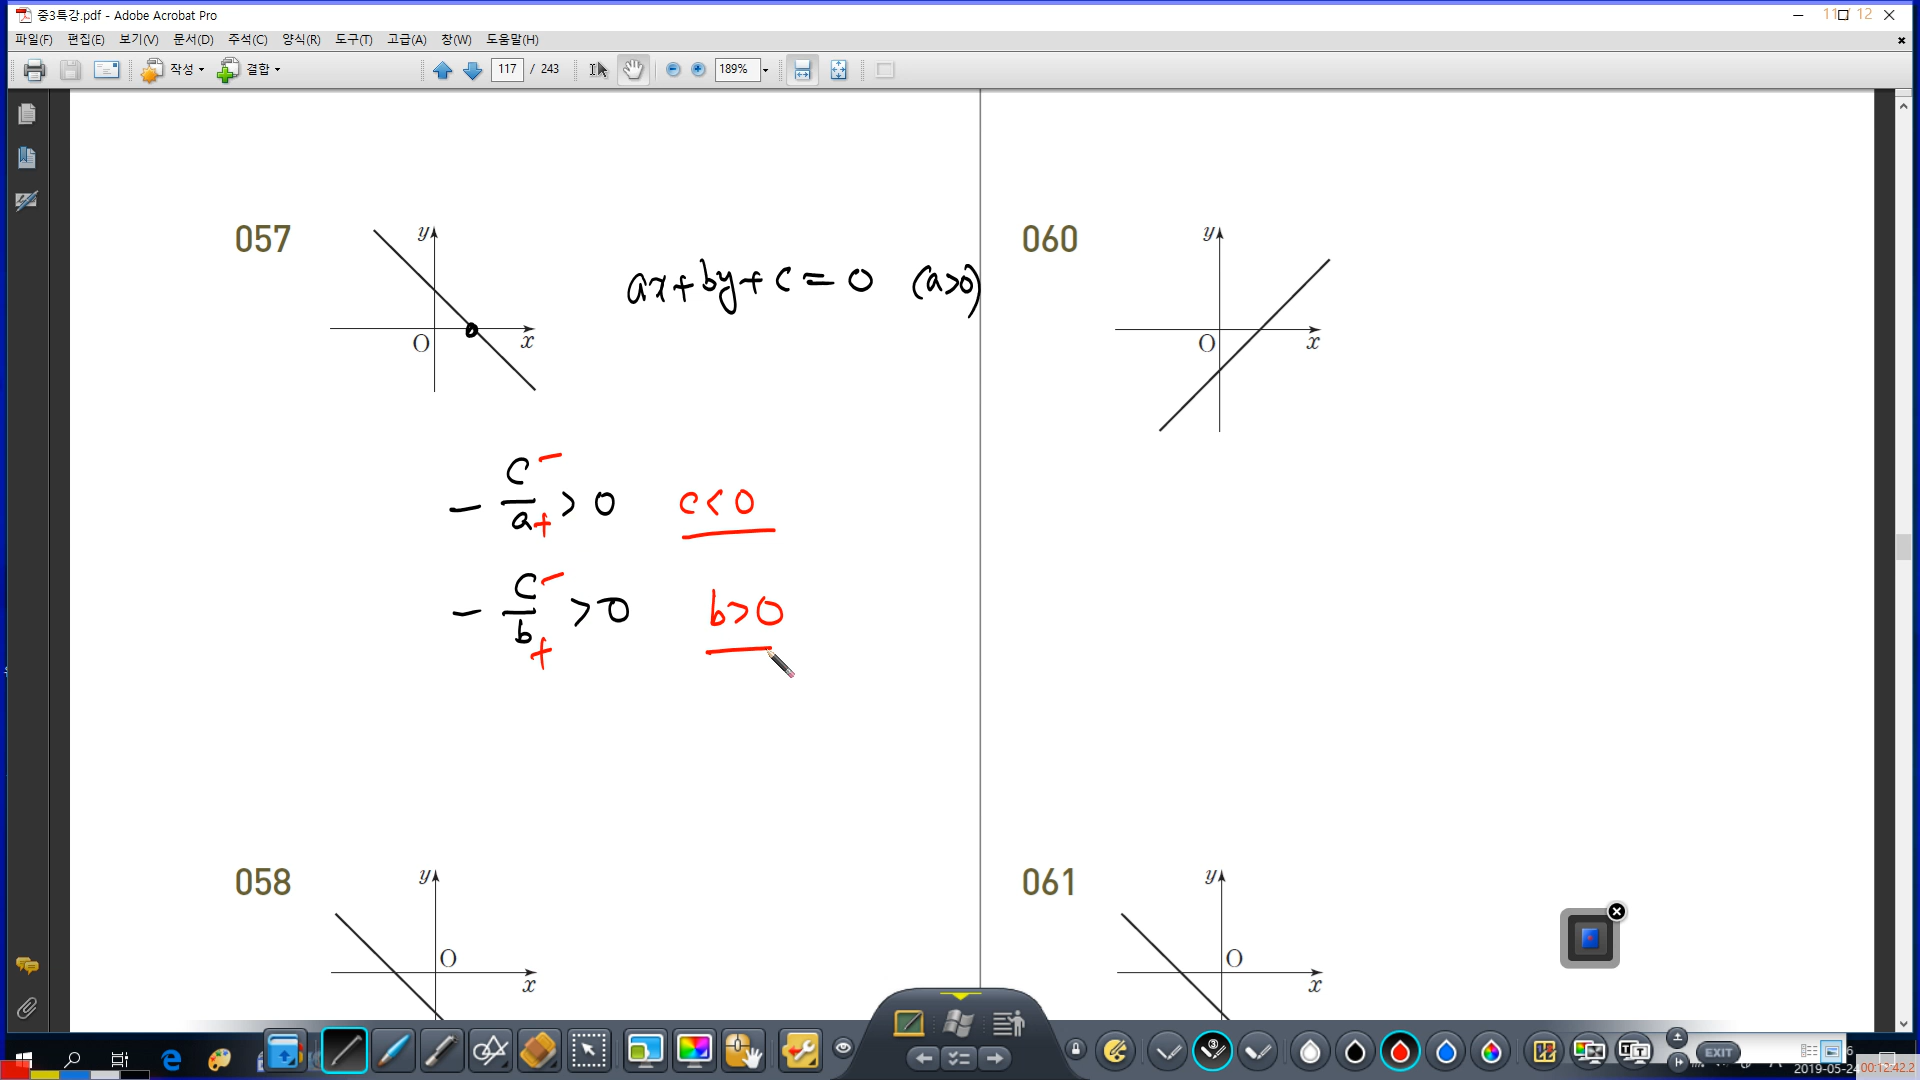 중3특강.pdf - Adobe Acrobat Pro
11 / 12
파일(F) 편집(E) 보기(V) 문서(D) 주석(C) 양식(R) 도구(T) 고급(A) 창(W) 도움말(H)
작성 결합 117 / 243 189%
057
y
O
x
ax+by+c=0 (a>0)
- c/a > 0
-
+
c<0
- c/b > 0
-
+
b>0
060
y
O
x
058
y
O
x
061
y
O
x
EXIT
2019-05-24
00:12:42.2